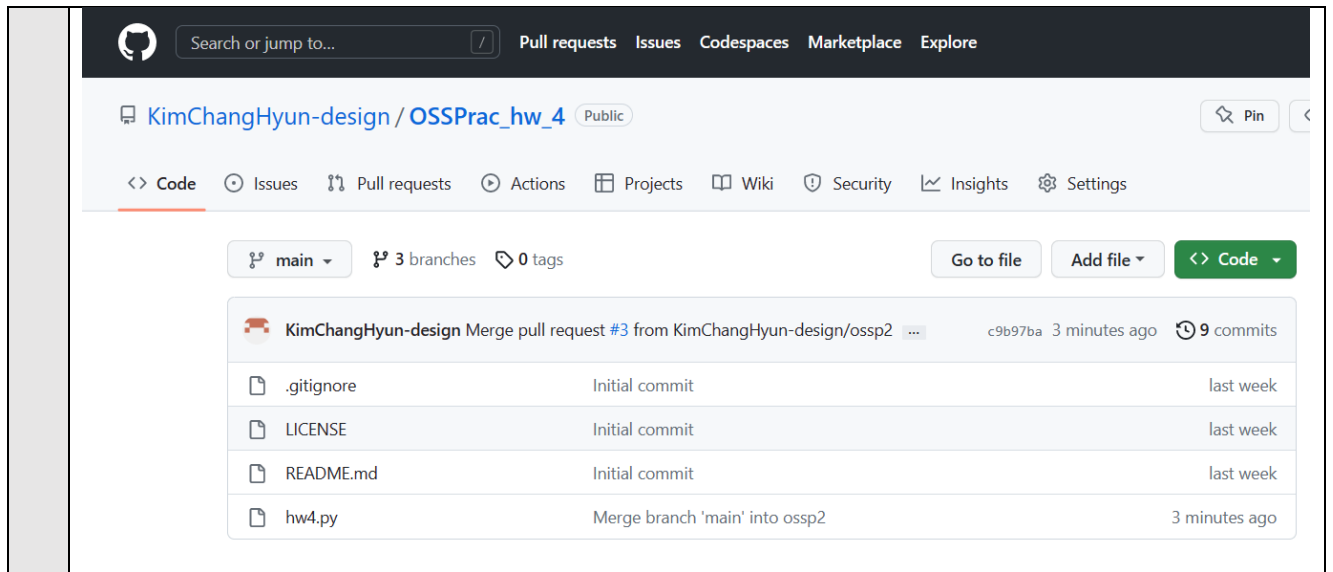 Search or jump to... / Pull requests Issues Codespaces Marketplace Explore
KimChangHyun-design / OSSPrac_hw_4 Public Pin
<> Code Issues Pull requests Actions Projects Wiki Security Insights Settings
main 3 branches 0 tags Go to file Add file <> Code
KimChangHyun-design Merge pull request #3 from KimChangHyun-design/ossp2 ... c9b97ba 3 minutes ago 9 commits
.gitignore Initial commit last week
LICENSE Initial commit last week
README.md Initial commit last week
hw4.py Merge branch 'main' into ossp2 3 minutes ago